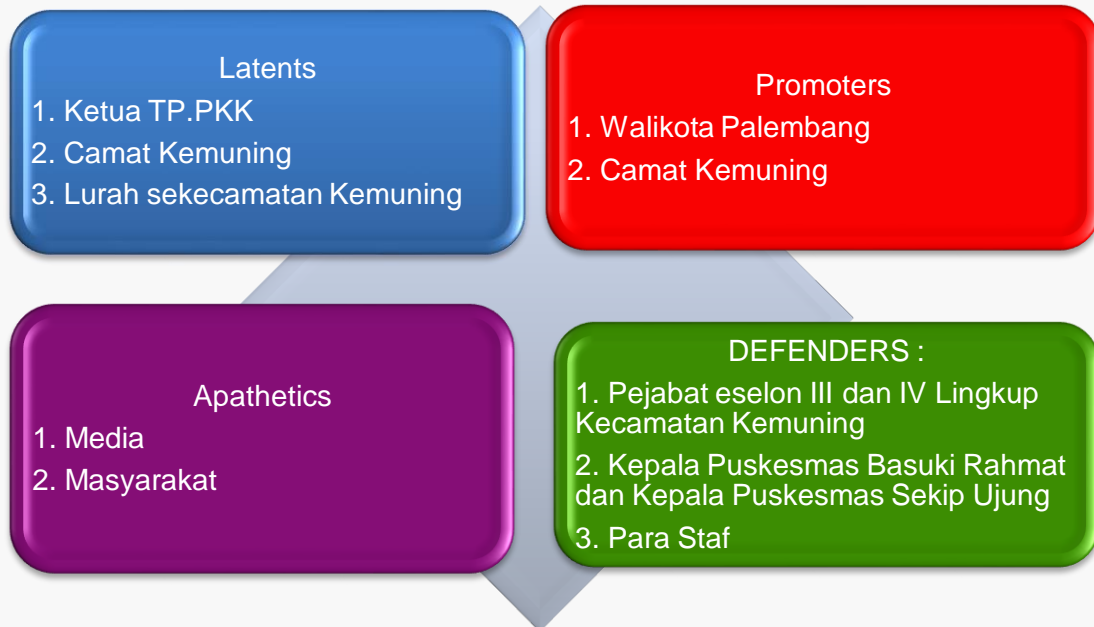 Latents
1. Ketua TP.PKK
2. Camat Kemuning
3. Lurah sekecamatan Kemuning
Promoters
1. Walikota Palembang
2. Camat Kemuning
Apathetics
1. Media
2. Masyarakat
DEFENDERS :
1. Pejabat eselon III dan IV Lingkup
Kecamatan Kemuning
2. Kepala Puskesmas Basuki Rahmat
dan Kepala Puskesmas Sekip Ujung
3. Para Staf